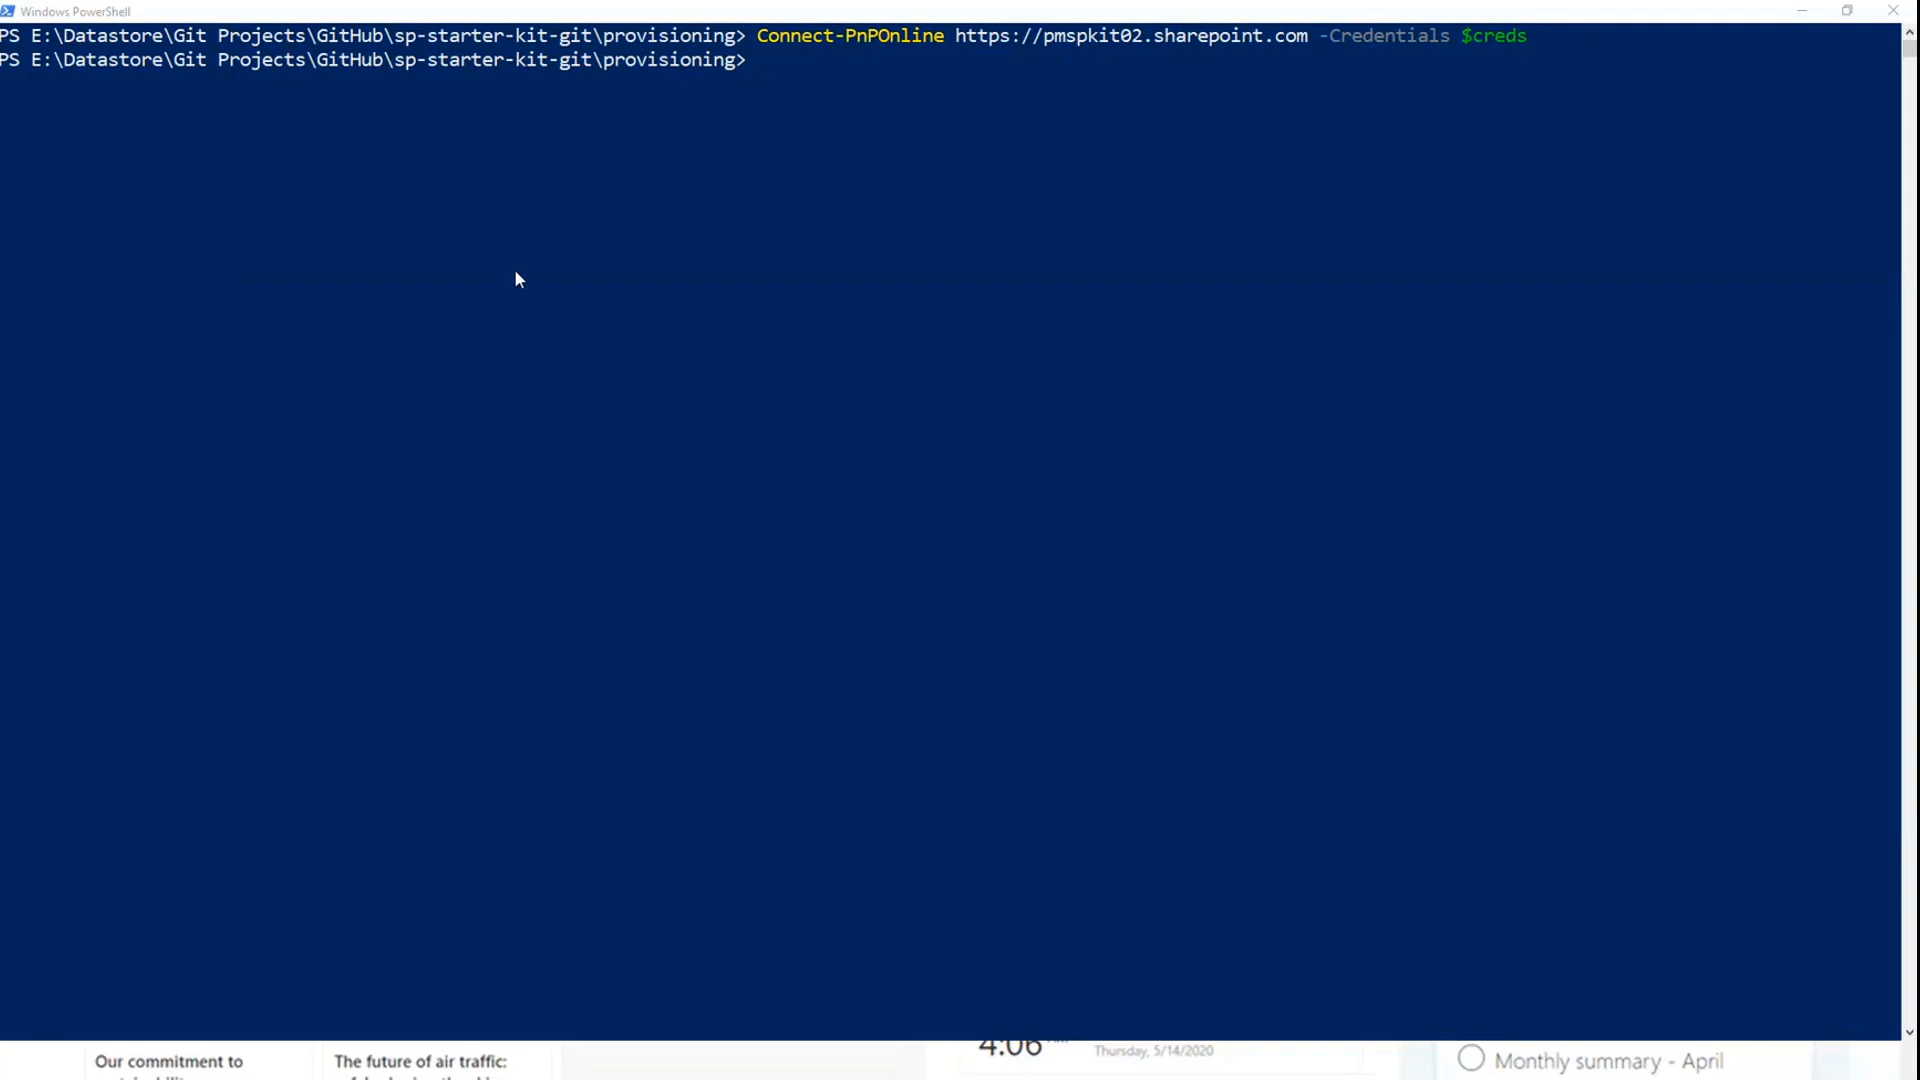 Windows PowerShell
PS E:\Datastore\Git Projects\GitHub\sp-starter-kit-git\provisioning> Connect-PnPOnline https://pmspkit02.sharepoint.com -Credentials $creds
PS E:\Datastore\Git Projects\GitHub\sp-starter-kit-git\provisioning>
Our commitment to
The future of air traffic:
4:06
Thursday, 5/14/2020
Monthly summary - April